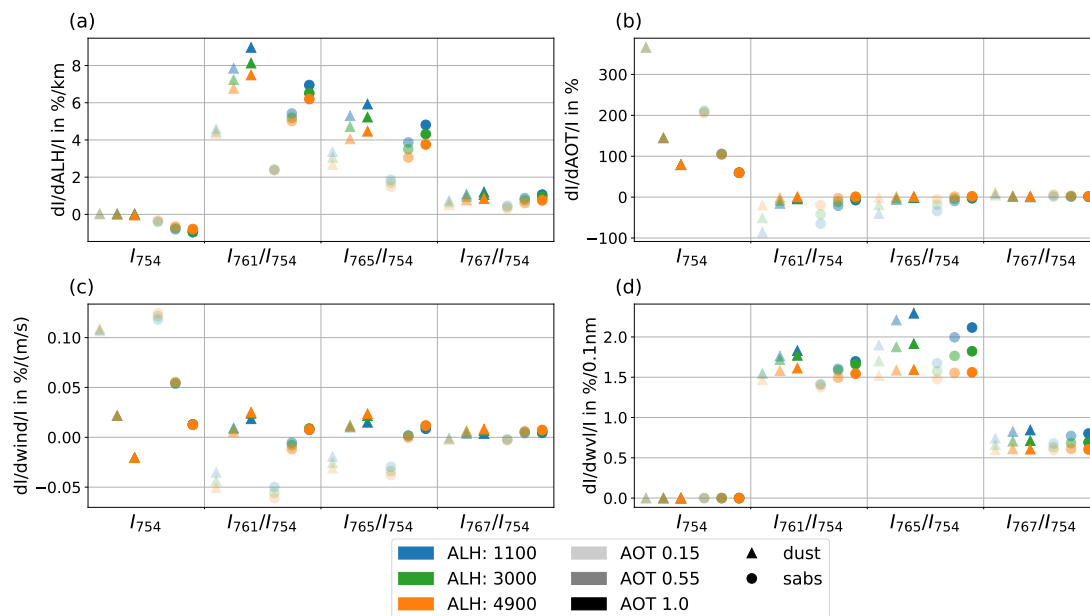 (a)
dI/dALH/I in %/km
8
6
4
2
0
I754 I761/I754 I765/I754 I767/I754
(b)
dI/dAOT/I in %
300
200
100
0
−100
I754 I761/I754 I765/I754 I767/I754
(c)
dI/dwind/I in %/(m/s)
0.10
0.05
0.00
−0.05
I754 I761/I754 I765/I754 I767/I754
(d)
dI/dwvl/I in %/0.1nm
2.0
1.5
1.0
0.5
0.0
I754 I761/I754 I765/I754 I767/I754
ALH: 1100 AOT 0.15 dust
ALH: 3000 AOT 0.55 sabs
ALH: 4900 AOT 1.0